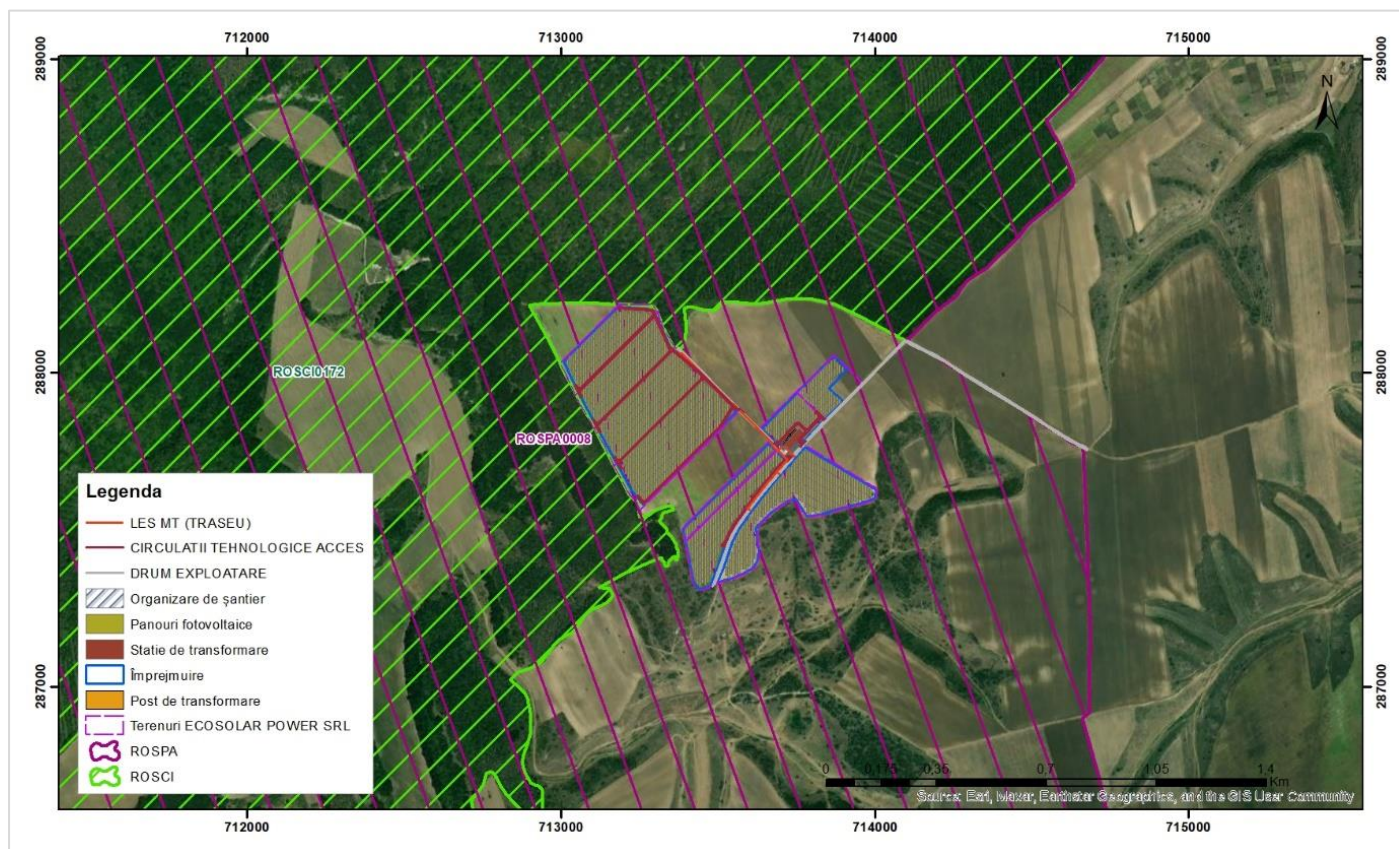 712000 713000 714000 715000
289000 289000
N
288000 288000
ROSCI0172
ROSPA0008
Legenda
LES MT (TRASEU)
CIRCULATII TEHNOLOGICE ACCES
DRUM EXPLOATARE
Organizare de șantier
Panouri fotovoltaice
Statie de transformare
Împrejmuire
Post de transformare
Terenuri ECOSOLAR POWER SRL
ROSPA
ROSCI
287000 287000
0 0,175 0,35 0,7 1,05 1,4
Km
Source: Esri, Maxar, Earthstar Geographics, and the GIS User Community
712000 713000 714000 715000